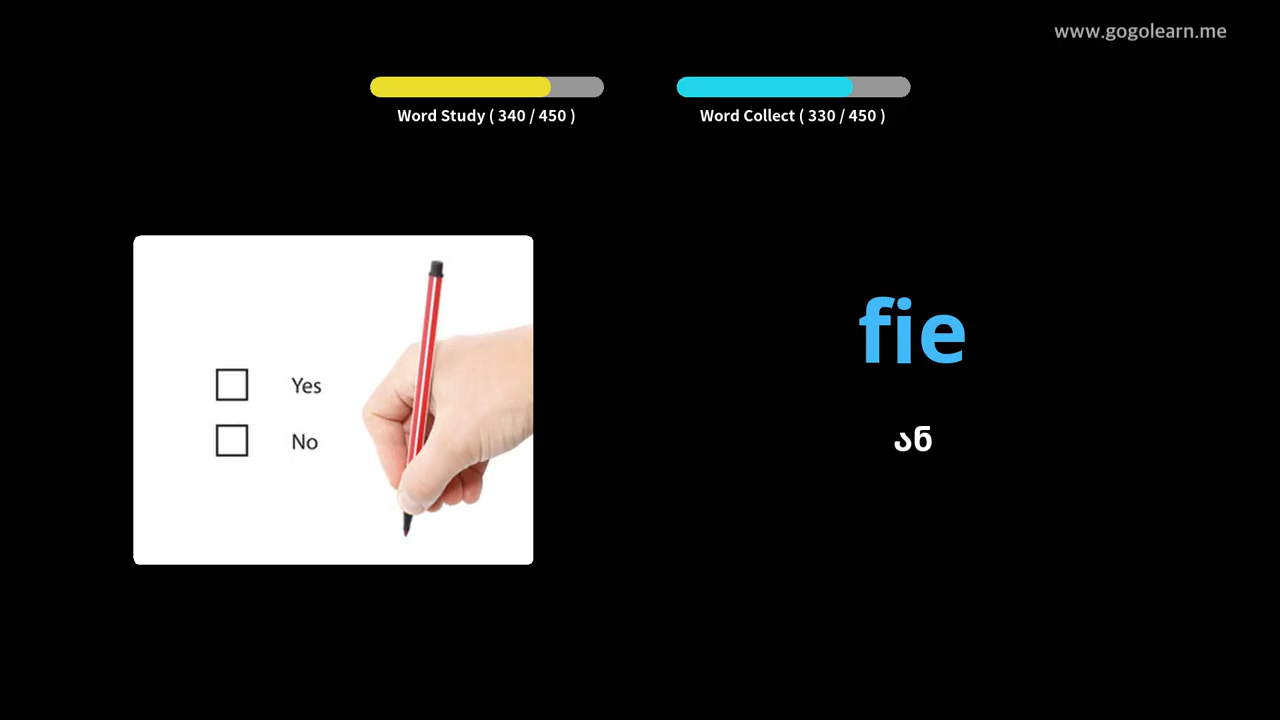 www.gogolearn.me
Word Study ( 340 / 450 )
Word Collect ( 330 / 450 )
Yes
No
fie
ან